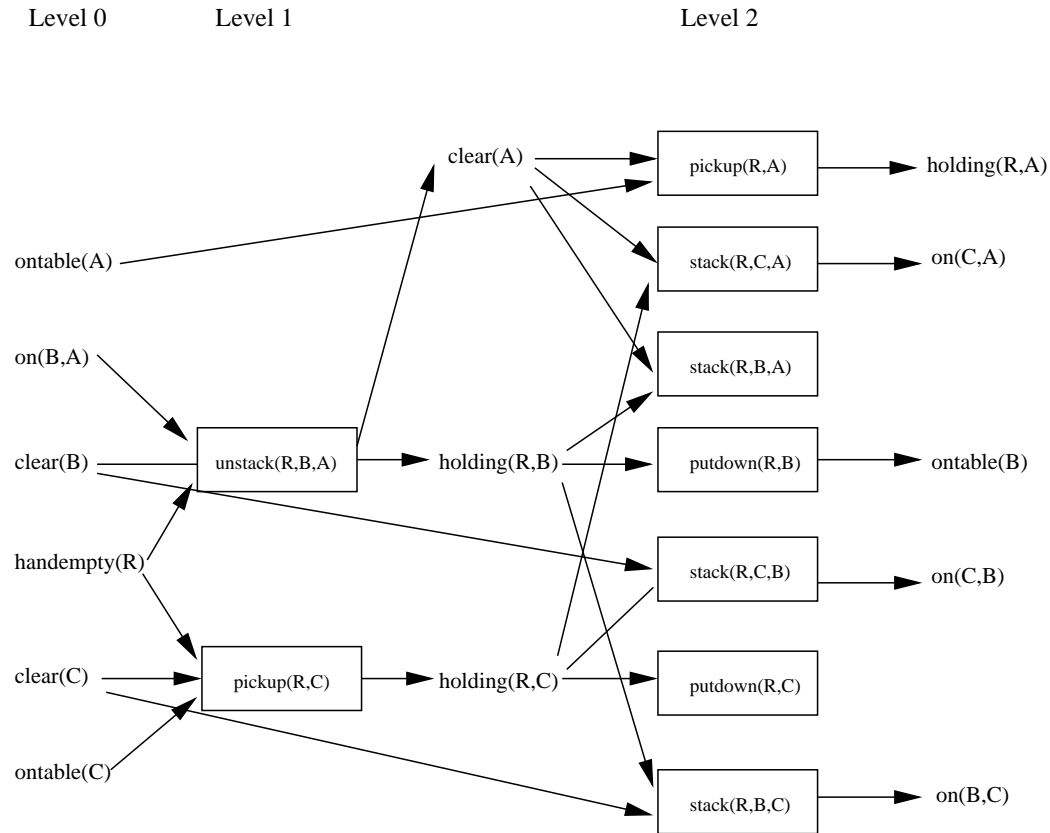 Level 0
Level 1
Level 2
clear(A)
pickup(R,A)
holding(R,A)
ontable(A)
stack(R,C,A)
on(C,A)
on(B,A)
stack(R,B,A)
clear(B)
unstack(R,B,A)
holding(R,B)
putdown(R,B)
ontable(B)
handempty(R)
stack(R,C,B)
on(C,B)
clear(C)
pickup(R,C)
holding(R,C)
putdown(R,C)
ontable(C)
stack(R,B,C)
on(B,C)